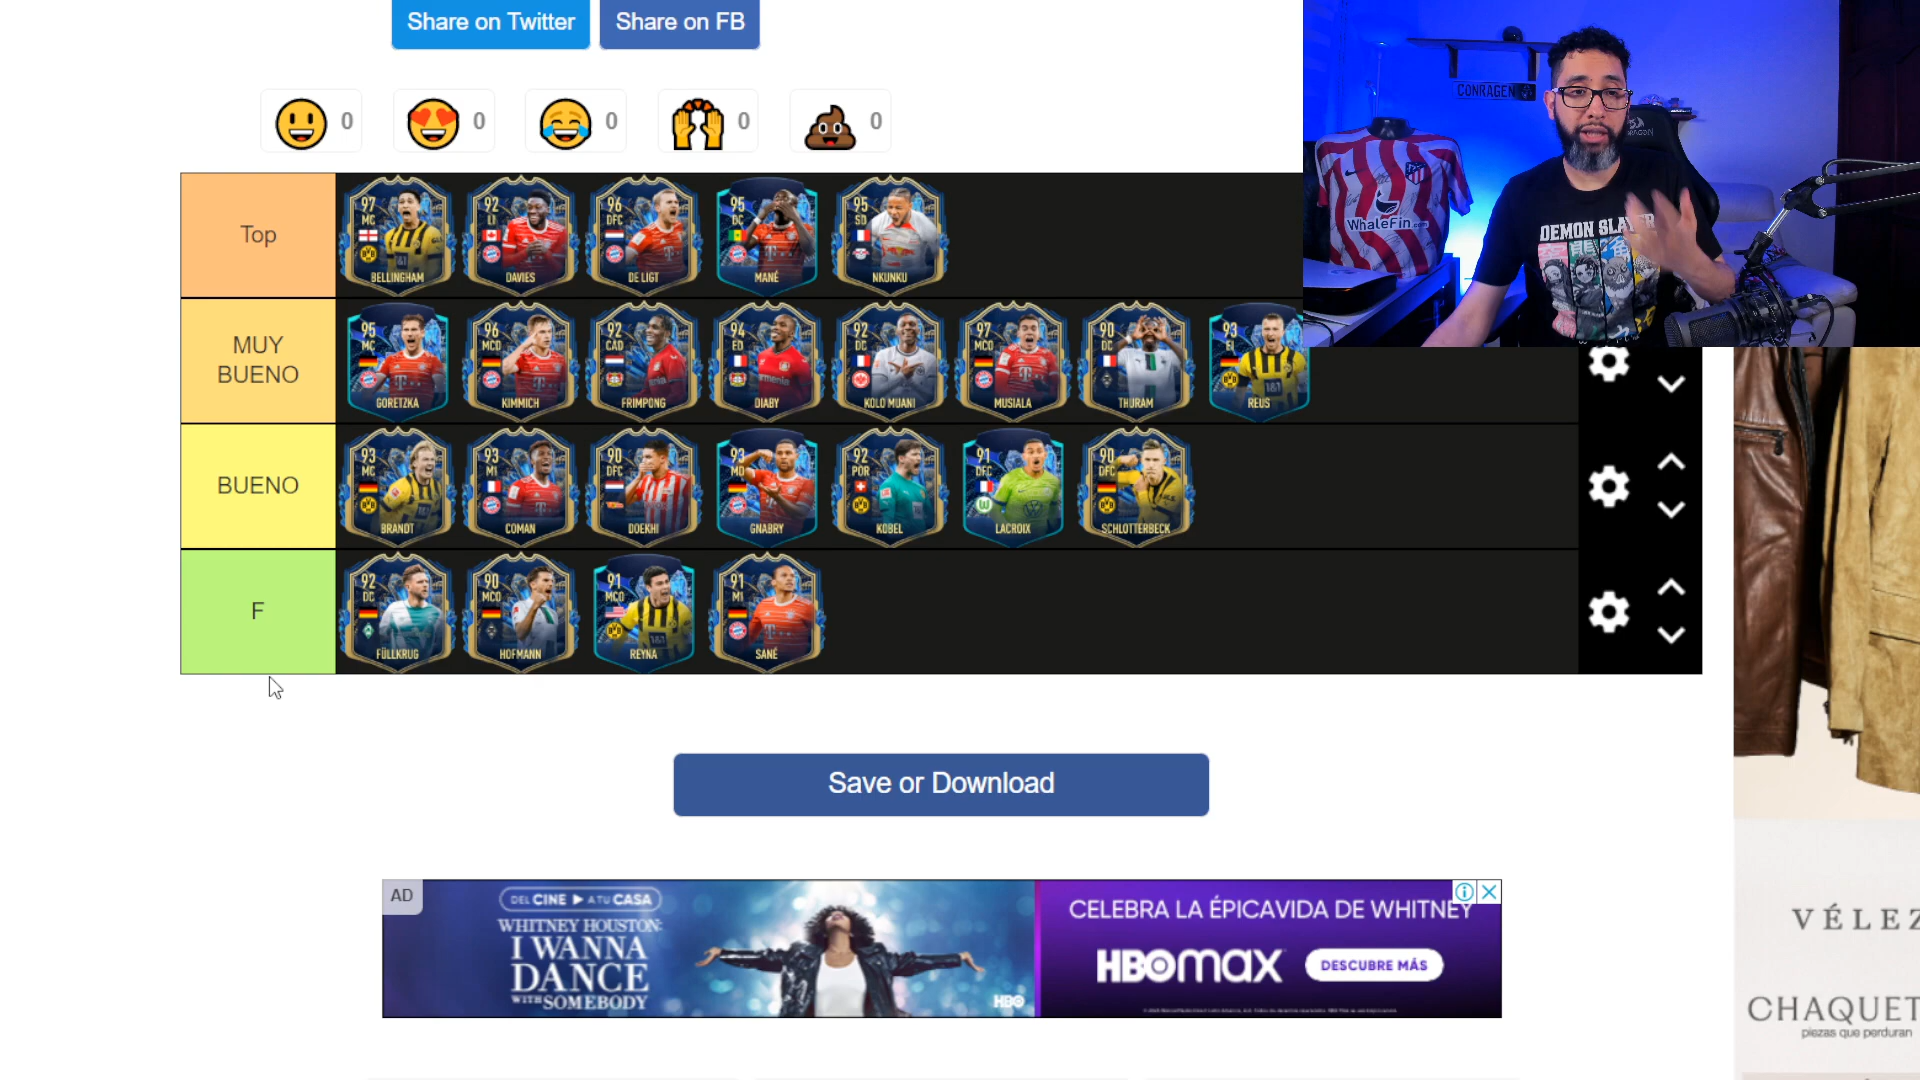 Share on Twitter Share on FB
0 0 0 0 0
CONRAGEN
WhaleFin.com
DEMON SLAYER
Top
97 MC BELLINGHAM
92 LI DAVIES
96 DFC DE LIGT
95 DC MANÉ
95 SD NKUNKU
MUY BUENO
95 MC GORETZKA
96 MCD KIMMICH
92 CAD FRIMPONG
94 ED DIABY
92 DC KOLO MUANI
97 MCO MUSIALA
90 DC THURAM
93 EI REUS
BUENO
93 MC BRANDT
93 MI COMAN
90 DFC DOEKHI
93 MD GNABRY
92 POR KOBEL
91 DFC LACROIX
90 DFC SCHLOTTERBECK
F
92 DC FÜLLKRUG
90 MCO HOFMANN
91 MCO REYNA
91 MI SANÉ
Save or Download
AD
DEL CINE A TU CASA
WHITNEY HOUSTON:
I WANNA
DANCE
WITH SOMEBODY
HBO
CELEBRA LA ÉPICA VIDA DE WHITNEY
HBOMAX DESCUBRE MÁS
VÉLEZ
CHAQUET
piezas que perduran